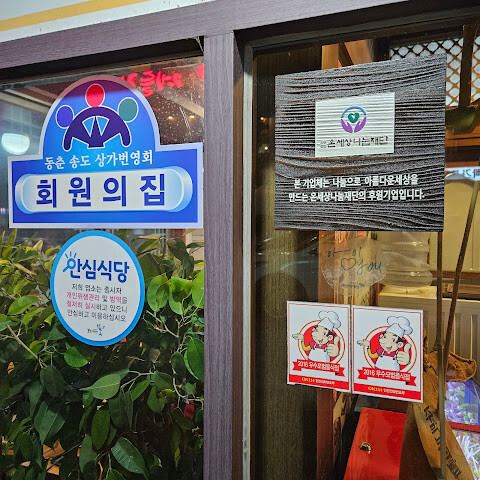 동춘 송도 상가번영회
회원의집
안심식당
저희 업소는 종사자
개인위생관리 및 방역을
철저히 실시하고 있으니
안심하고 이용하십시오
온세상나눔재단
본 기업체는 나눔으로 아름다운세상을
만드는 온세상나눔재단의 후원기업입니다.
you
2016 우수모범음식점
2016 우수모범음식점